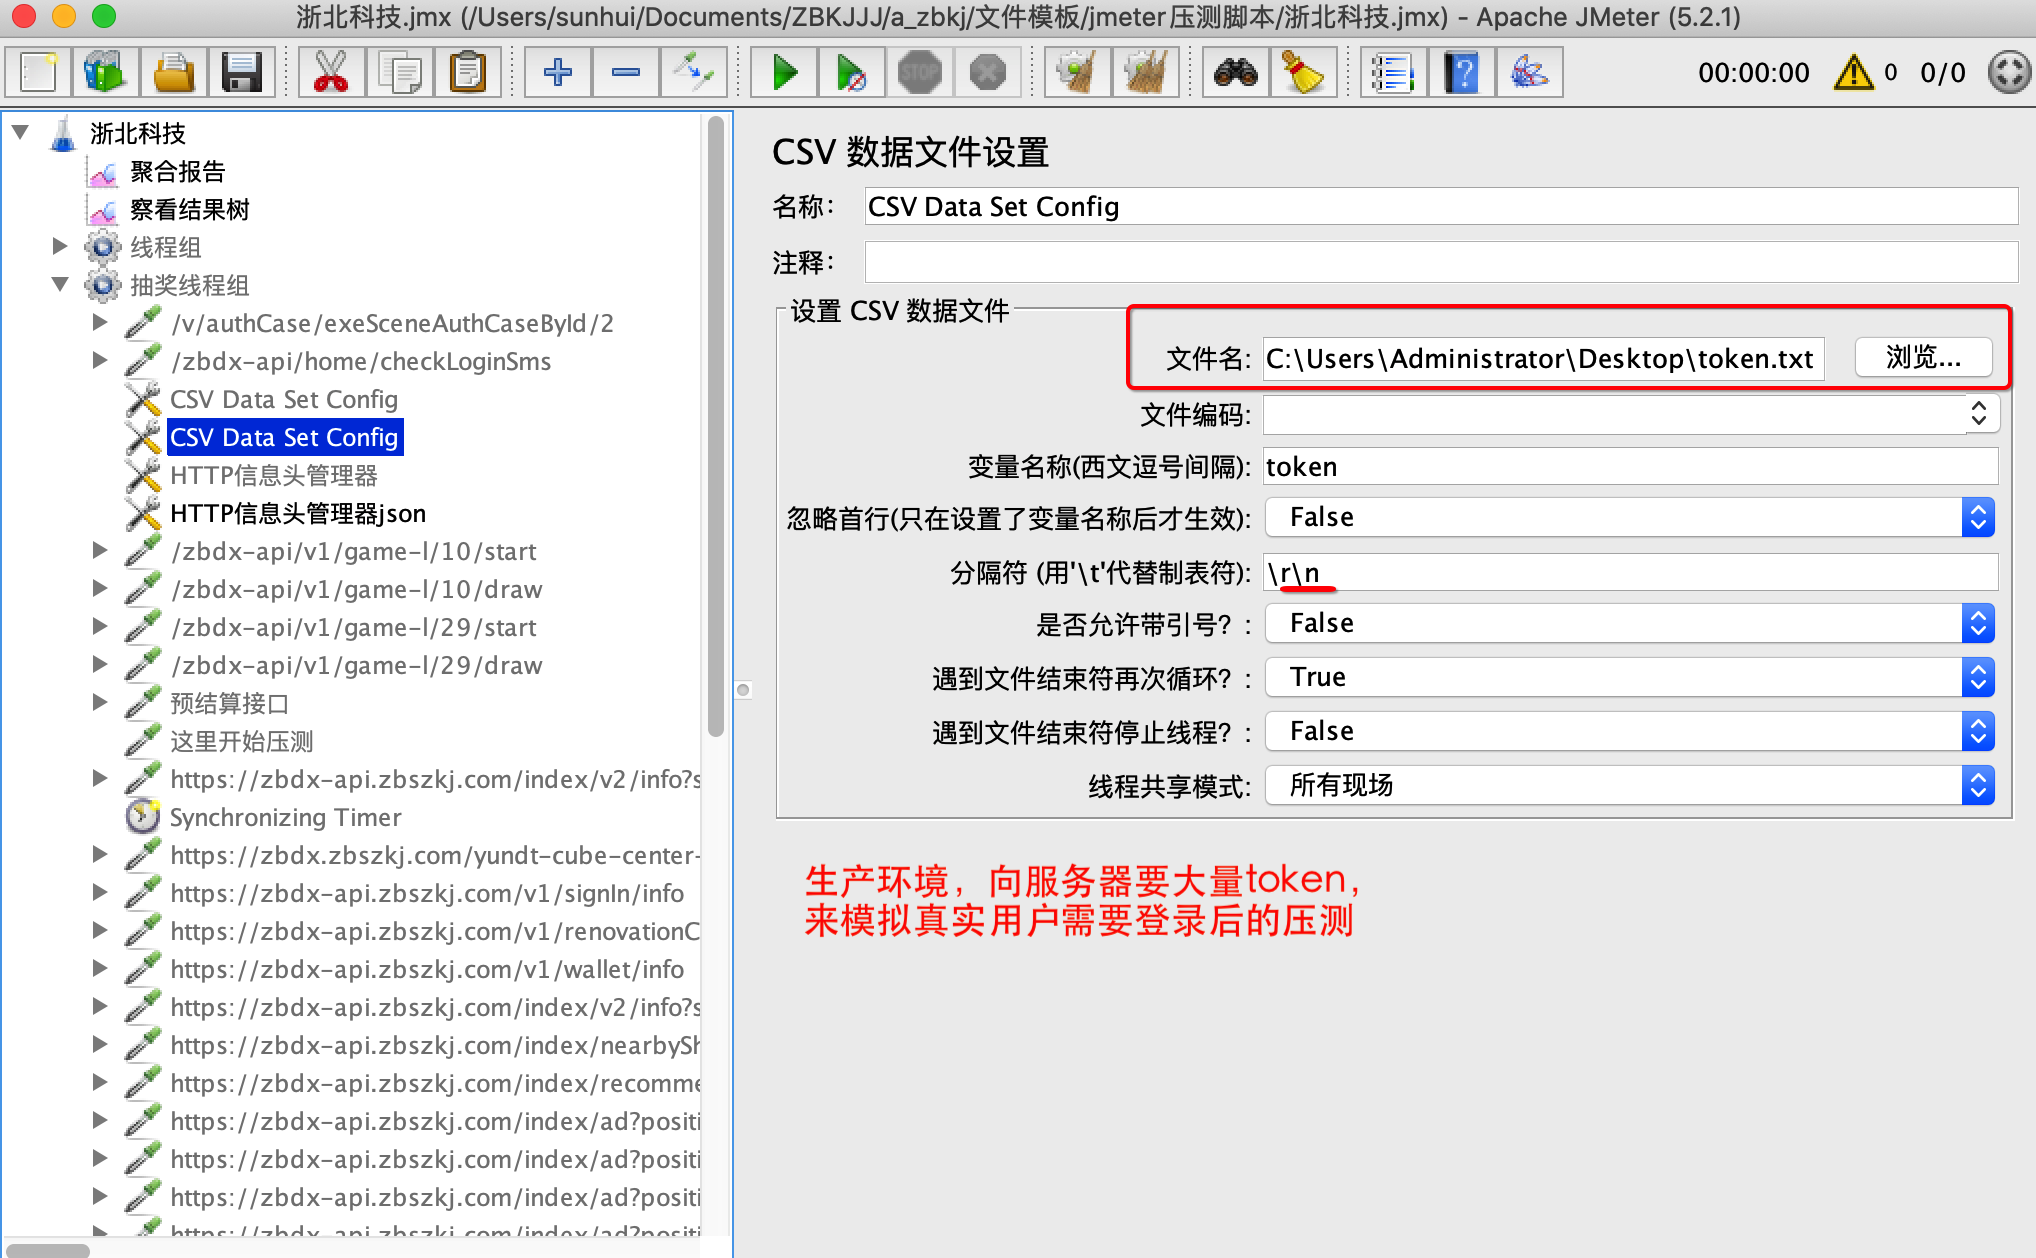 浙北科技.jmx (/Users/sunhui/Documents/ZBKJJJ/a_zbkj/文件模板/jmeter压测脚本/浙北科技.jmx) - Apache JMeter (5.2.1)
STOP
00:00:00
0
0/0
浙北科技
聚合报告
察看结果树
线程组
抽奖线程组
/v/authCase/exeSceneAuthCaseById/2
/zbdx-api/home/checkLoginSms
CSV Data Set Config
CSV Data Set Config
HTTP信息头管理器
HTTP信息头管理器json
/zbdx-api/v1/game-l/10/start
/zbdx-api/v1/game-l/10/draw
/zbdx-api/v1/game-l/29/start
/zbdx-api/v1/game-l/29/draw
预结算接口
这里开始压测
https://zbdx-api.zbszkj.com/index/v2/info?s
Synchronizing Timer
https://zbdx.zbszkj.com/yundt-cube-center-
https://zbdx-api.zbszkj.com/v1/signIn/info
https://zbdx-api.zbszkj.com/v1/renovationC
https://zbdx-api.zbszkj.com/v1/wallet/info
https://zbdx-api.zbszkj.com/index/v2/info?s
https://zbdx-api.zbszkj.com/index/nearbySh
https://zbdx-api.zbszkj.com/index/recomme
https://zbdx-api.zbszkj.com/index/ad?positi
https://zbdx-api.zbszkj.com/index/ad?positi
https://zbdx-api.zbszkj.com/index/ad?positi
https://zbdx-api.zbszkj.com/index/ad?positi
CSV 数据文件设置
名称: CSV Data Set Config
注释:
设置 CSV 数据文件
文件名: C:\Users\Administrator\Desktop\token.txt 浏览...
文件编码:
变量名称(西文逗号间隔): token
忽略首行(只在设置了变量名称后才生效): False
分隔符 (用'\t'代替制表符): \r\n
是否允许带引号? : False
遇到文件结束符再次循环? : True
遇到文件结束符停止线程? : False
线程共享模式: 所有现场
生产环境，向服务器要大量token，
来模拟真实用户需要登录后的压测